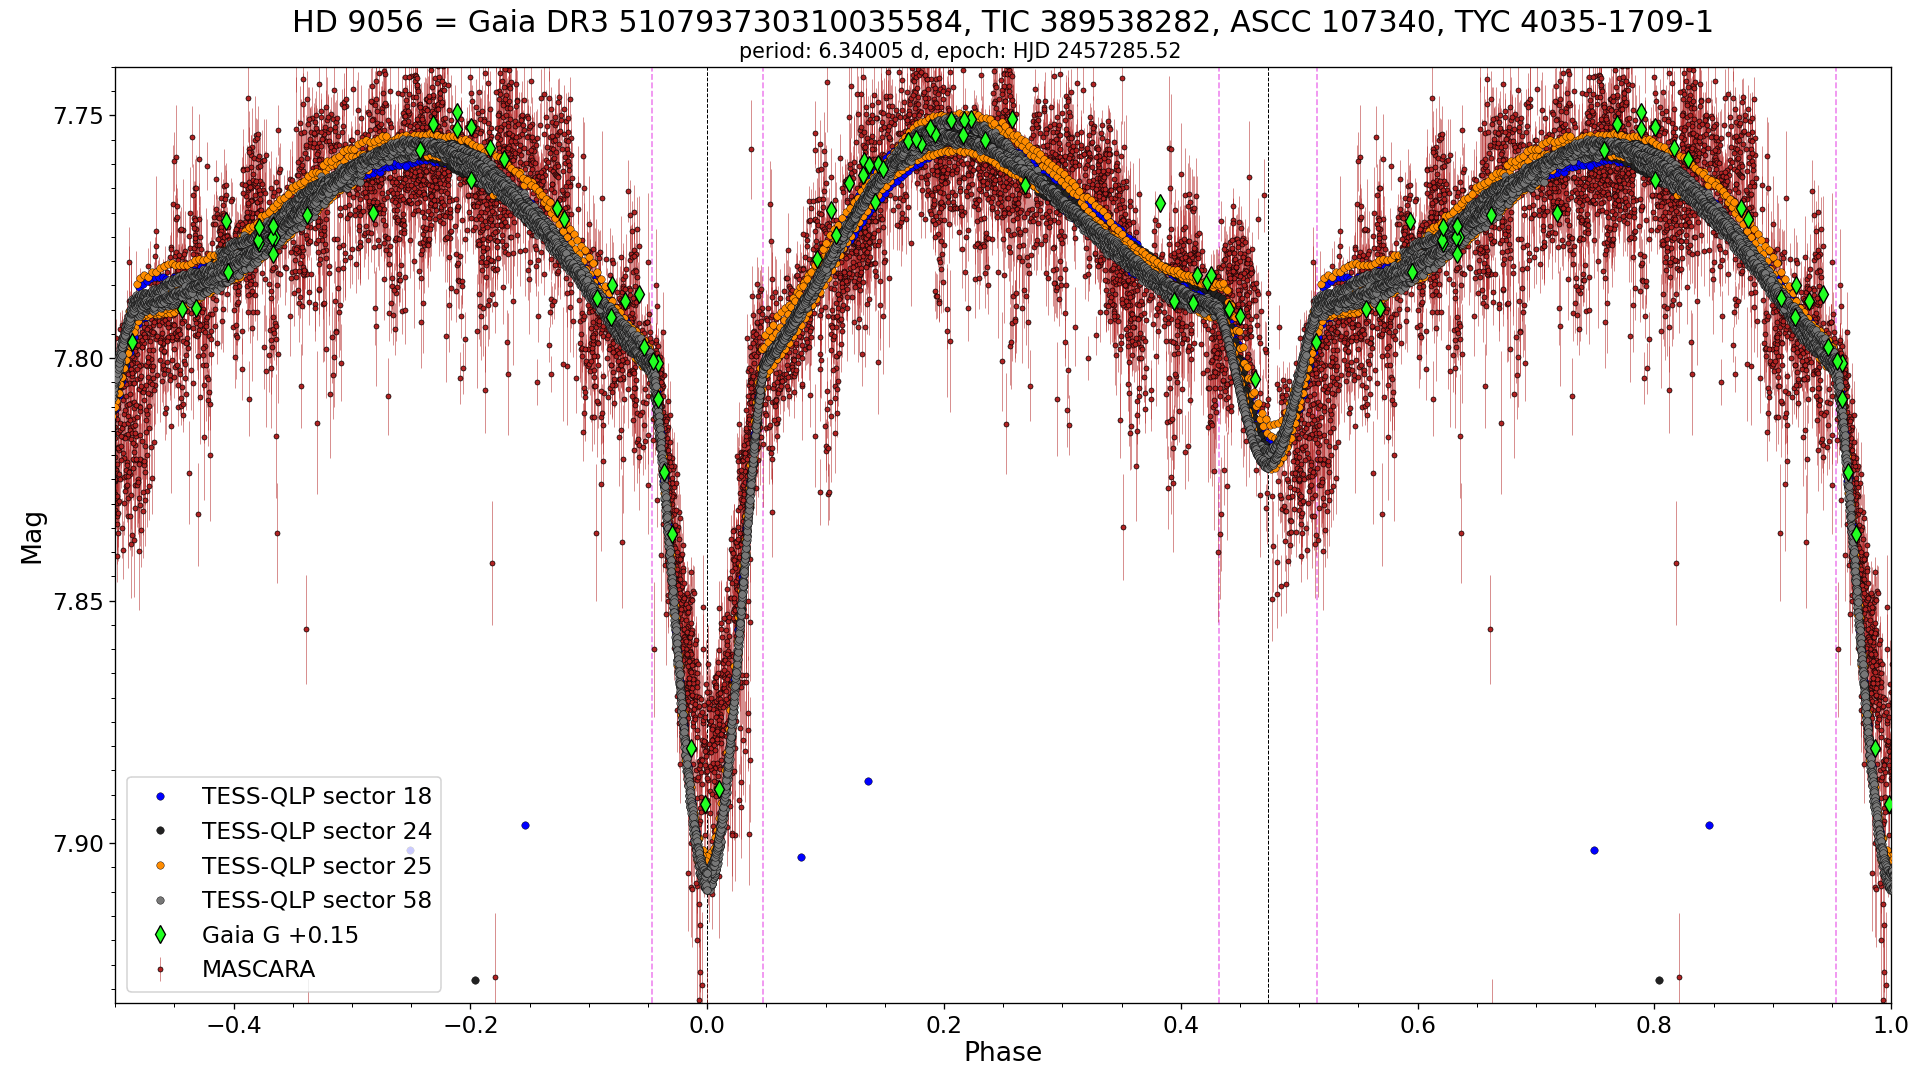 HD 9056 = Gaia DR3 510793730310035584, TIC 389538282, ASCC 107340, TYC 4035-1709-1
period: 6.34005 d, epoch: HJD 2457285.52
7.75
7.80
7.85
7.90
Mag
TESS-QLP sector 18
TESS-QLP sector 24
TESS-QLP sector 25
TESS-QLP sector 58
Gaia G +0.15
MASCARA
−0.4 −0.2 0.0 0.2 0.4 0.6 0.8 1.0
Phase